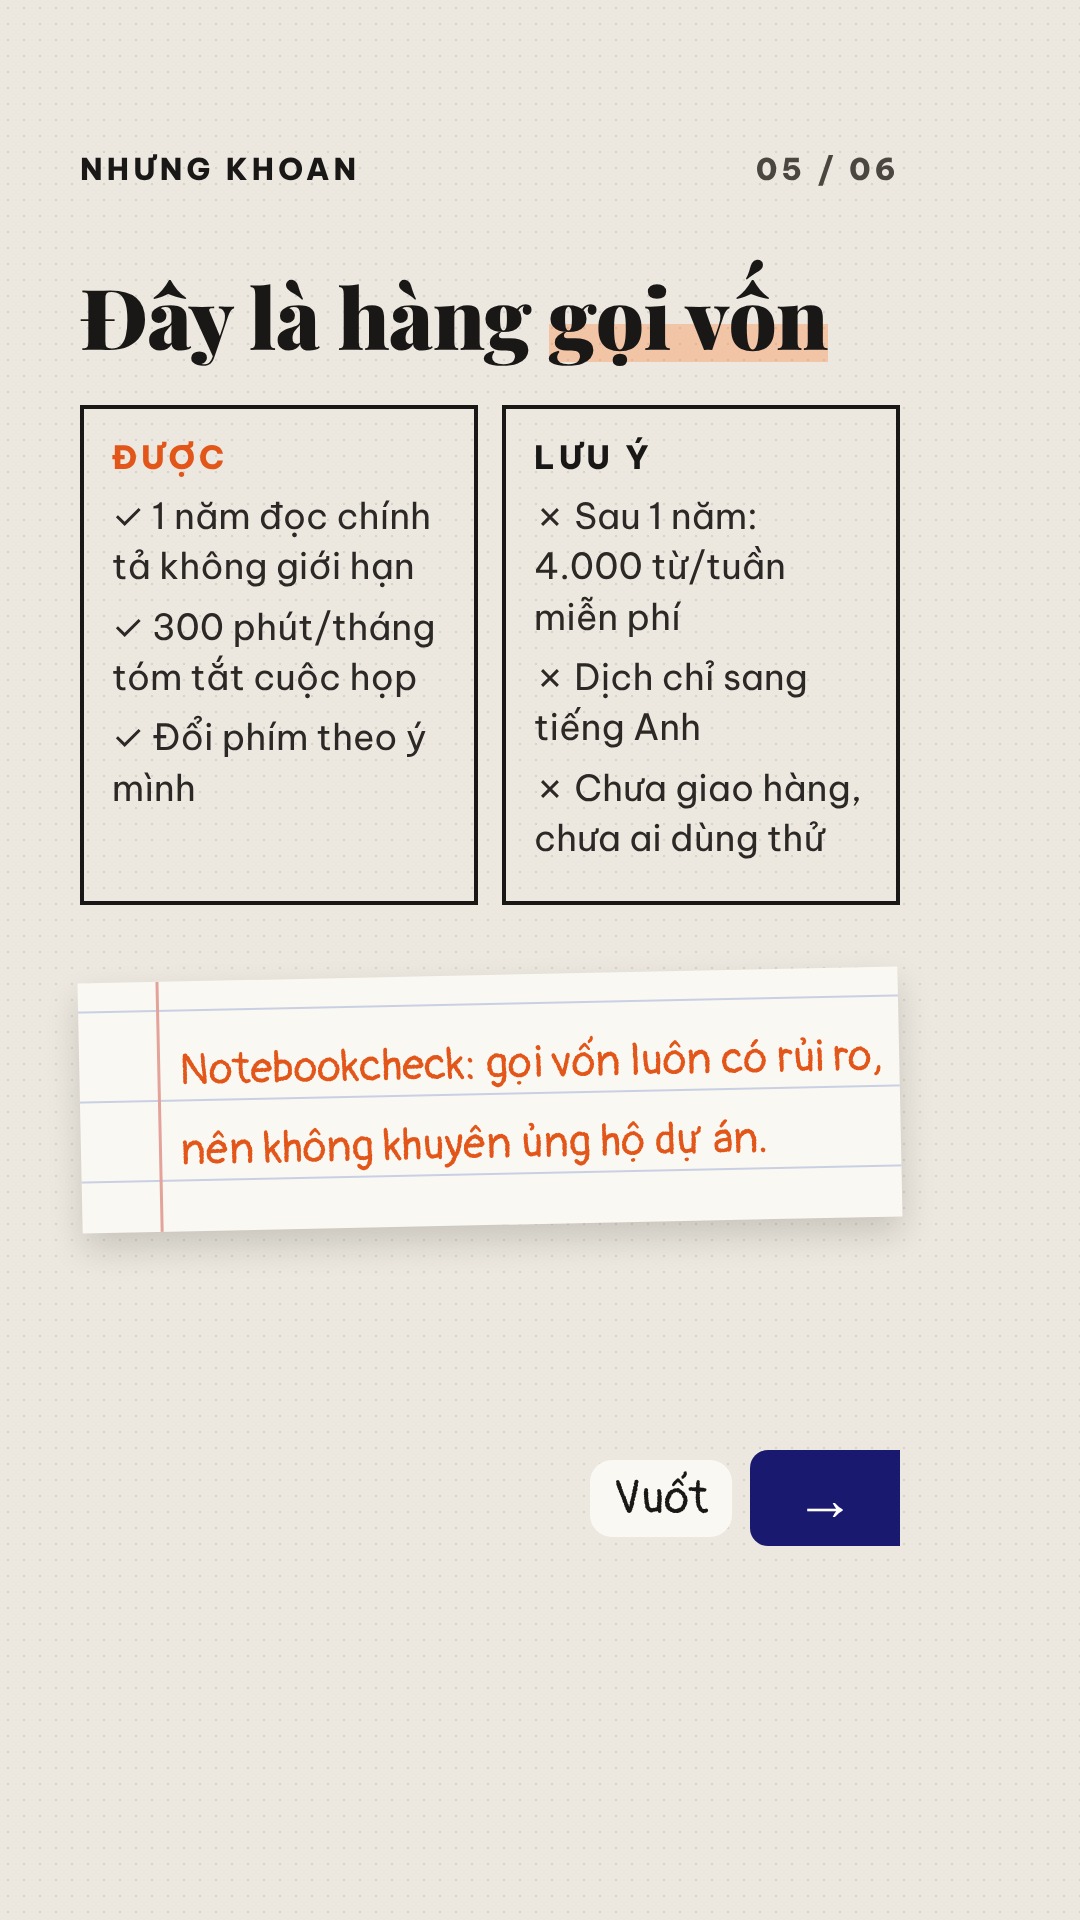 NHƯNG KHOAN
05 / 06
Đây là hàng gọi vốn
ĐƯỢC
✓ 1 năm đọc chính
tả không giới hạn
✓ 300 phút/tháng
tóm tắt cuộc họp
✓ Đổi phím theo ý
mình
LƯU Ý
× Sau 1 năm:
4.000 từ/tuần
miễn phí
× Dịch chỉ sang
tiếng Anh
× Chưa giao hàng,
chưa ai dùng thử
Notebookcheck: gọi vốn luôn có rủi ro,
nên không khuyên ủng hộ dự án.
Vuốt →